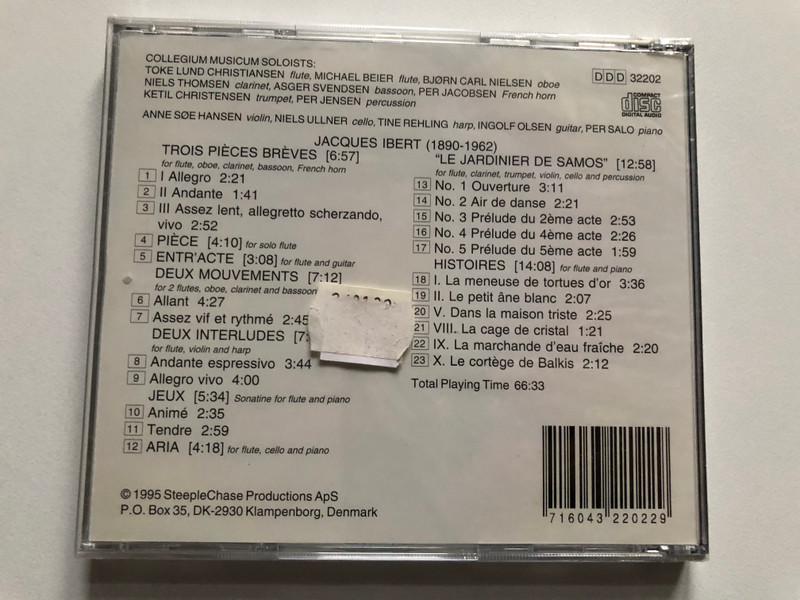 COLLEGIUM MUSICUM SOLOISTS:
TOKE LUND CHRISTIANSEN flute, MICHAEL BEIER flute, BJØRN CARL NIELSEN oboe
NIELS THOMSEN clarinet, ASGER SVENDSEN bassoon, PER JACOBSEN French horn
KETIL CHRISTENSEN trumpet, PER JENSEN percussion
ANNE SØE HANSEN violin, NIELS ULLNER cello, TINE REHLING harp, INGOLF OLSEN guitar, PER SALO piano
DDD 32202
COMPACT
disc
DIGITAL AUDIO
JACQUES IBERT (1890-1962)
TROIS PIÈCES BRÈVES [6:57]
for flute, oboe, clarinet, bassoon, French horn
1 I Allegro 2:21
2 II Andante 1:41
3 III Assez lent, allegretto scherzando,
vivo 2:52
4 PIÈCE [4:10] for solo flute
5 ENTR'ACTE [3:08] for flute and guitar
DEUX MOUVEMENTS [7:12]
for 2 flutes, oboe, clarinet and bassoon
6 Allant 4:27
7 Assez vif et rythmé 2:45
DEUX INTERLUDES [7:
for flute, violin and harp
8 Andante espressivo 3:44
9 Allegro vivo 4:00
JEUX [5:34] Sonatine for flute and piano
10 Animé 2:35
11 Tendre 2:59
12 ARIA [4:18] for flute, cello and piano
"LE JARDINIER DE SAMOS" [12:58]
for flute, clarinet, trumpet, violin, cello and percussion
13 No. 1 Ouverture 3:11
14 No. 2 Air de danse 2:21
15 No. 3 Prélude du 2ème acte 2:53
16 No. 4 Prélude du 4ème acte 2:26
17 No. 5 Prélude du 5ème acte 1:59
HISTOIRES [14:08] for flute and piano
18 I. La meneuse de tortues d'or 3:36
19 II. Le petit âne blanc 2:07
20 V. Dans la maison triste 2:25
21 VIII. La cage de cristal 1:21
22 IX. La marchande d'eau fraîche 2:20
23 X. Le cortège de Balkis 2:12
Total Playing Time 66:33
© 1995 SteepleChase Productions ApS
P.O. Box 35, DK-2930 Klampenborg, Denmark
716043 220229